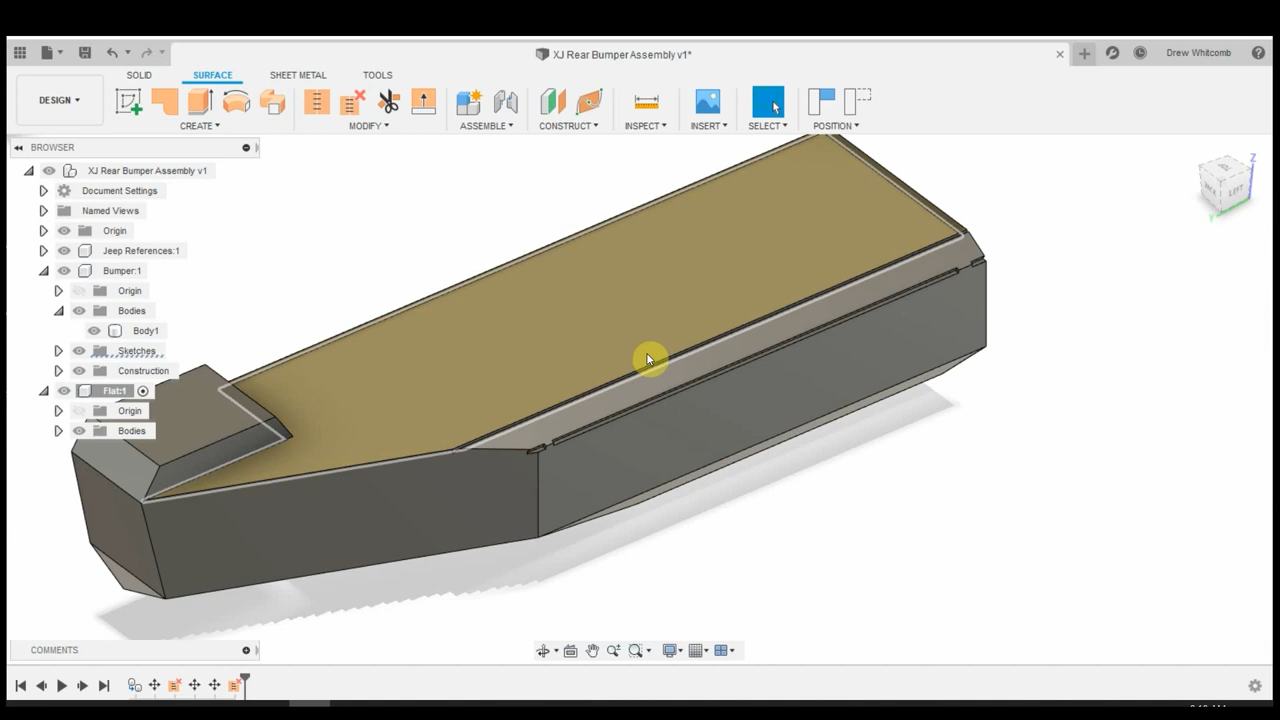 XJ Rear Bumper Assembly v1*
Drew Whitcomb
SOLID SURFACE SHEET METAL TOOLS
DESIGN
CREATE MODIFY ASSEMBLE CONSTRUCT INSPECT INSERT SELECT POSITION
BROWSER
XJ Rear Bumper Assembly v1
Document Settings
Named Views
Origin
Jeep References:1
Bumper:1
Origin
Bodies
Body1
Sketches
Construction
Flat:1
Origin
Bodies
Z
BACK LEFT
Y
COMMENTS